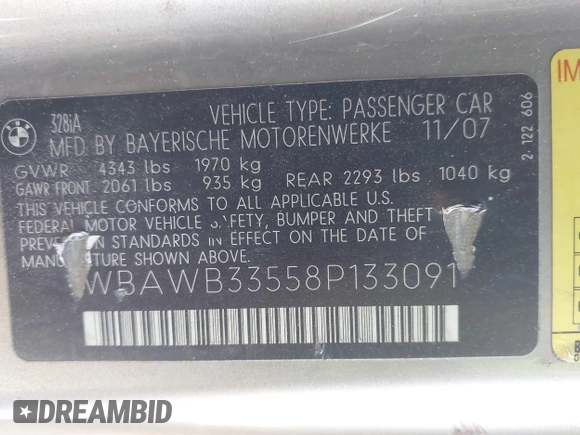 BMW
328iA
VEHICLE TYPE: PASSENGER CAR
MFD BY BAYERISCHE MOTORENWERKE 11/07
GVWR 4343 lbs 1970 kg
GAWR FRONT 2061 lbs 935 kg REAR 2293 lbs 1040 kg
THIS VEHICLE CONFORMS TO ALL APPLICABLE U.S.
FEDERAL MOTOR VEHICLE SAFETY, BUMPER AND THEFT
PREVENTION STANDARDS IN EFFECT ON THE DATE OF
MANUFACTURE SHOWN ABOVE.
WBAWB33558P133091
2 122 606
IM
DREAMBID